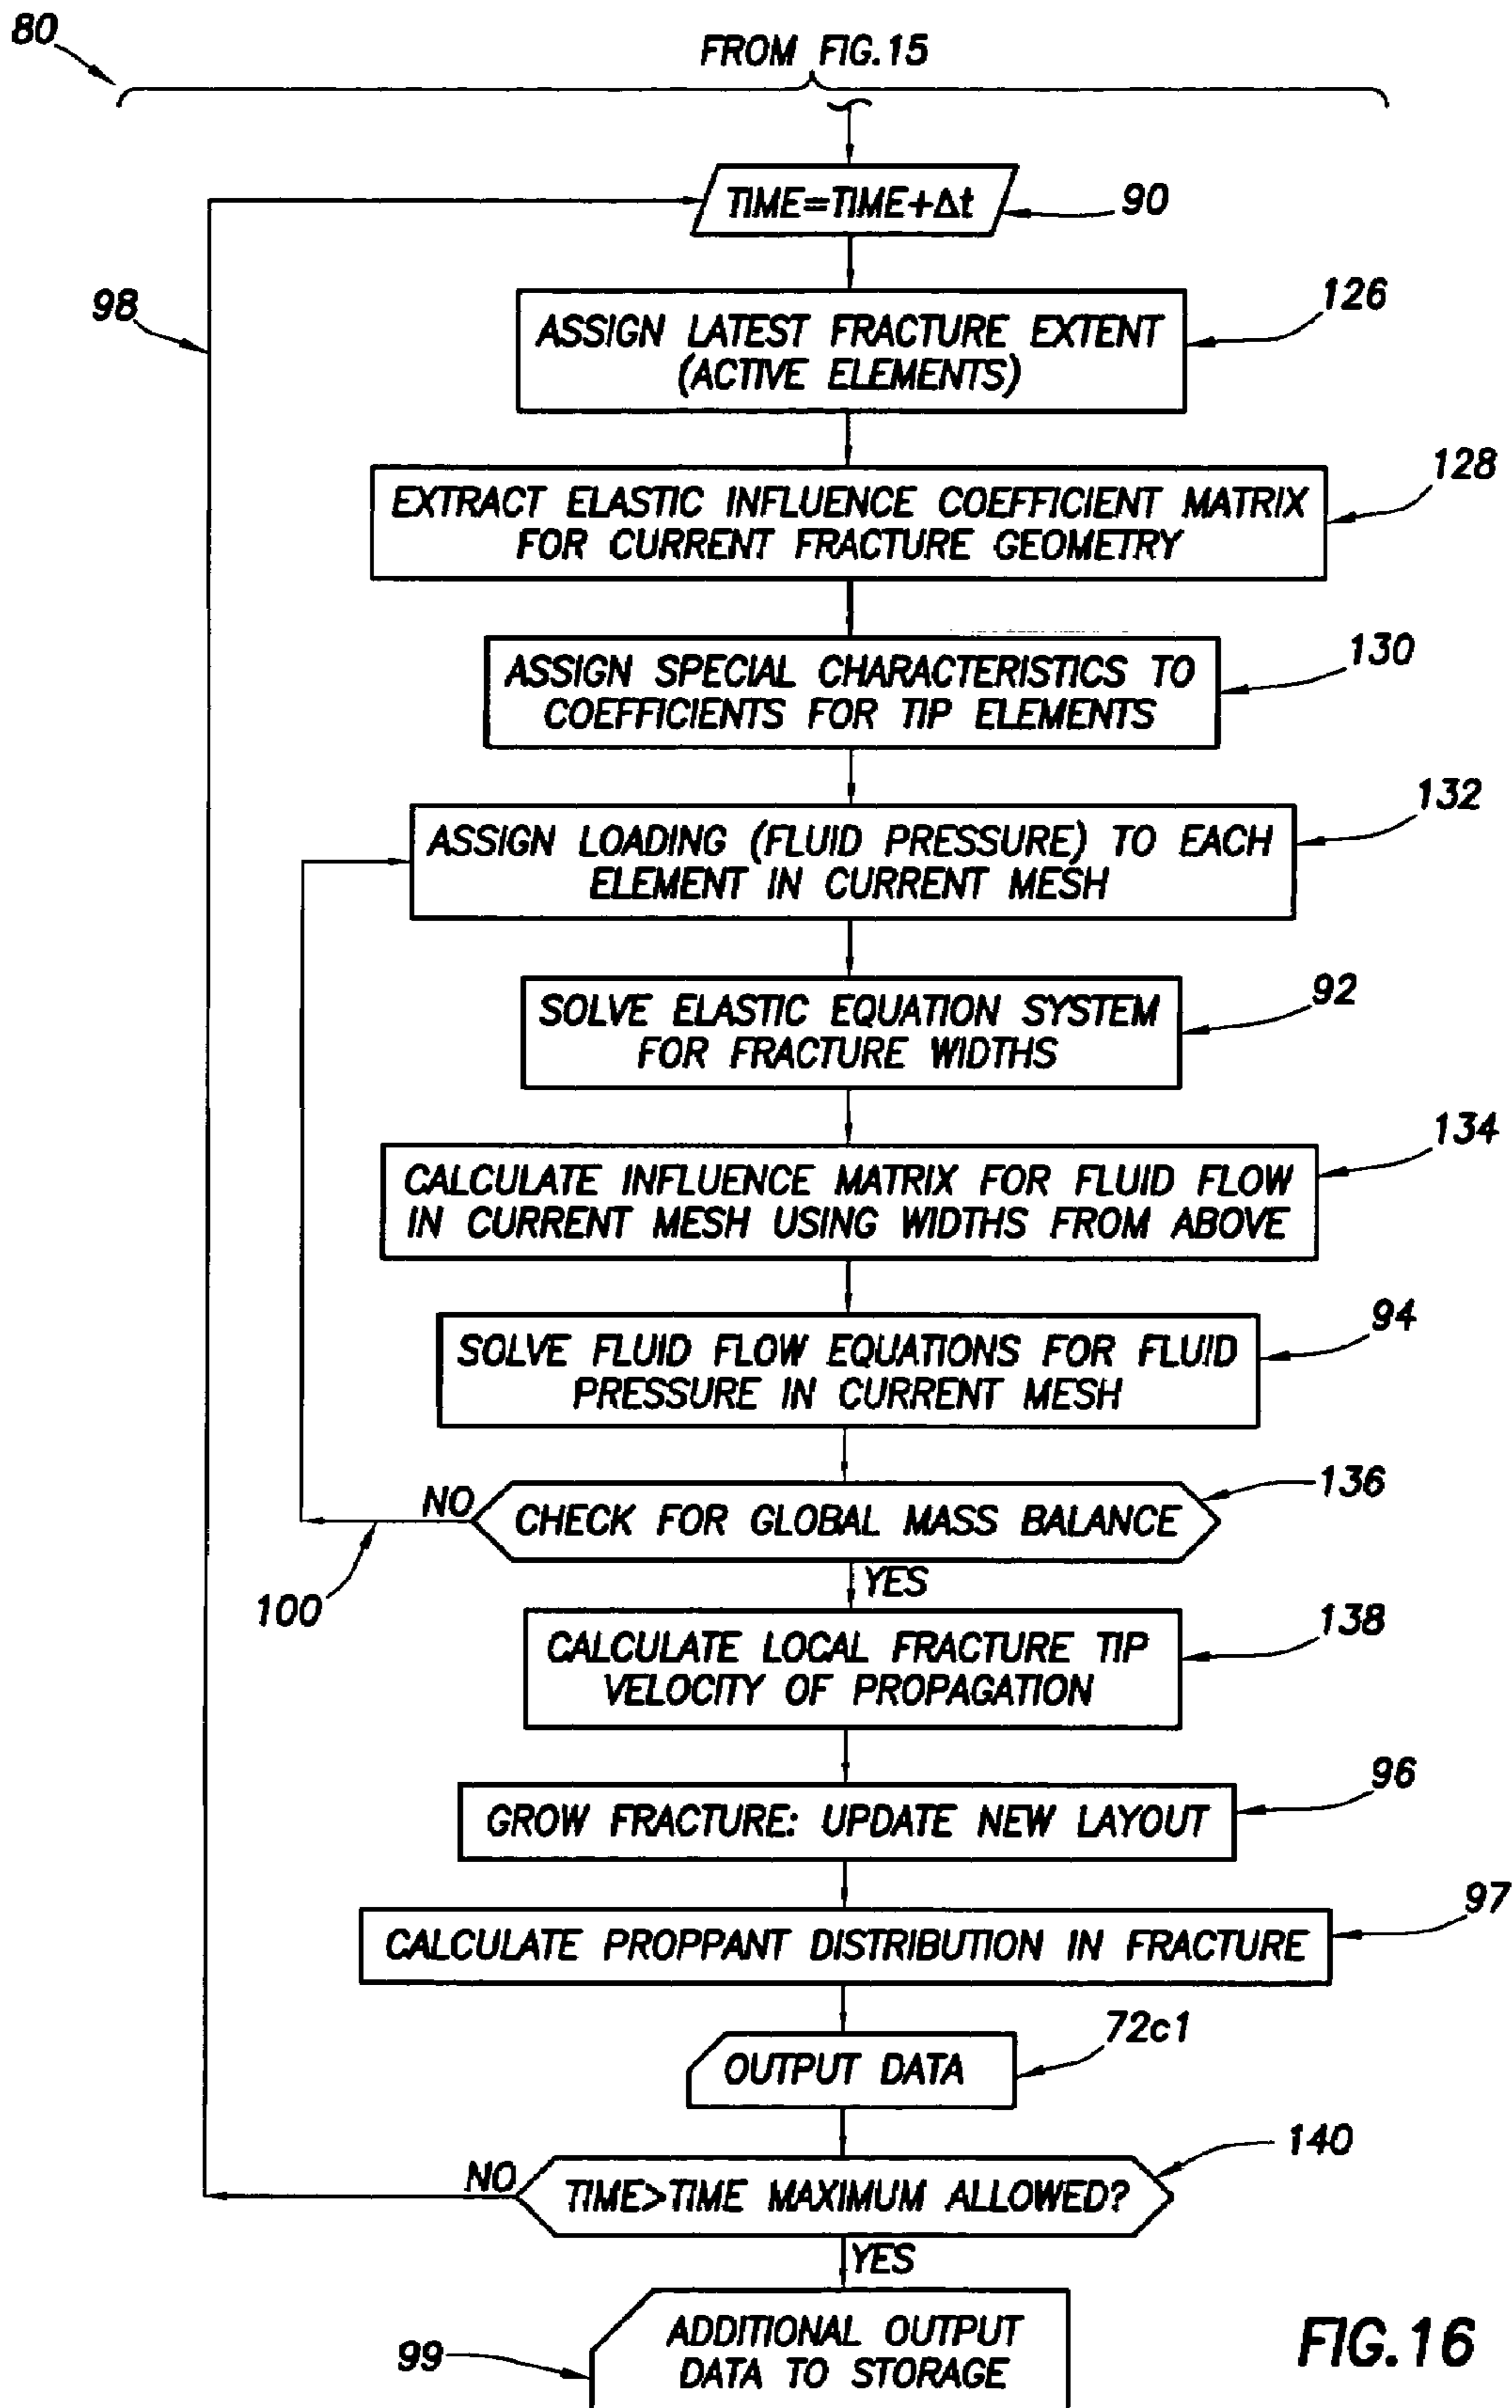 80
FROM FIG.15
TIME=TIME+Δt
90
98
126
ASSIGN LATEST FRACTURE EXTENT
(ACTIVE ELEMENTS)
128
EXTRACT ELASTIC INFLUENCE COEFFICIENT MATRIX
FOR CURRENT FRACTURE GEOMETRY
130
ASSIGN SPECIAL CHARACTERISTICS TO
COEFFICIENTS FOR TIP ELEMENTS
132
ASSIGN LOADING (FLUID PRESSURE) TO EACH
ELEMENT IN CURRENT MESH
92
SOLVE ELASTIC EQUATION SYSTEM
FOR FRACTURE WIDTHS
134
CALCULATE INFLUENCE MATRIX FOR FLUID FLOW
IN CURRENT MESH USING WIDTHS FROM ABOVE
94
SOLVE FLUID FLOW EQUATIONS FOR FLUID
PRESSURE IN CURRENT MESH
136
NO
CHECK FOR GLOBAL MASS BALANCE
100
YES
138
CALCULATE LOCAL FRACTURE TIP
VELOCITY OF PROPAGATION
96
GROW FRACTURE: UPDATE NEW LAYOUT
97
CALCULATE PROPPANT DISTRIBUTION IN FRACTURE
72c1
OUTPUT DATA
140
NO
TIME>TIME MAXIMUM ALLOWED?
YES
ADDITIONAL OUTPUT
DATA TO STORAGE
99
FIG.16